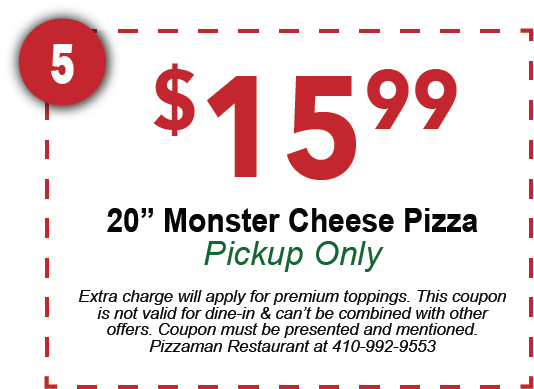 5
$15.99
20” Monster Cheese Pizza
Pickup Only
Extra charge will apply for premium toppings. This coupon
is not valid for dine-in & can’t be combined with other
offers. Coupon must be presented and mentioned.
Pizzaman Restaurant at 410-992-9553